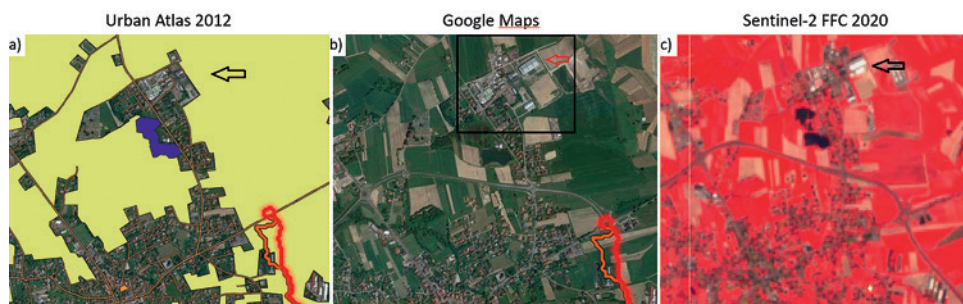 Urban Atlas 2012
Google Maps
Sentinel-2 FFC 2020
a)
b)
c)